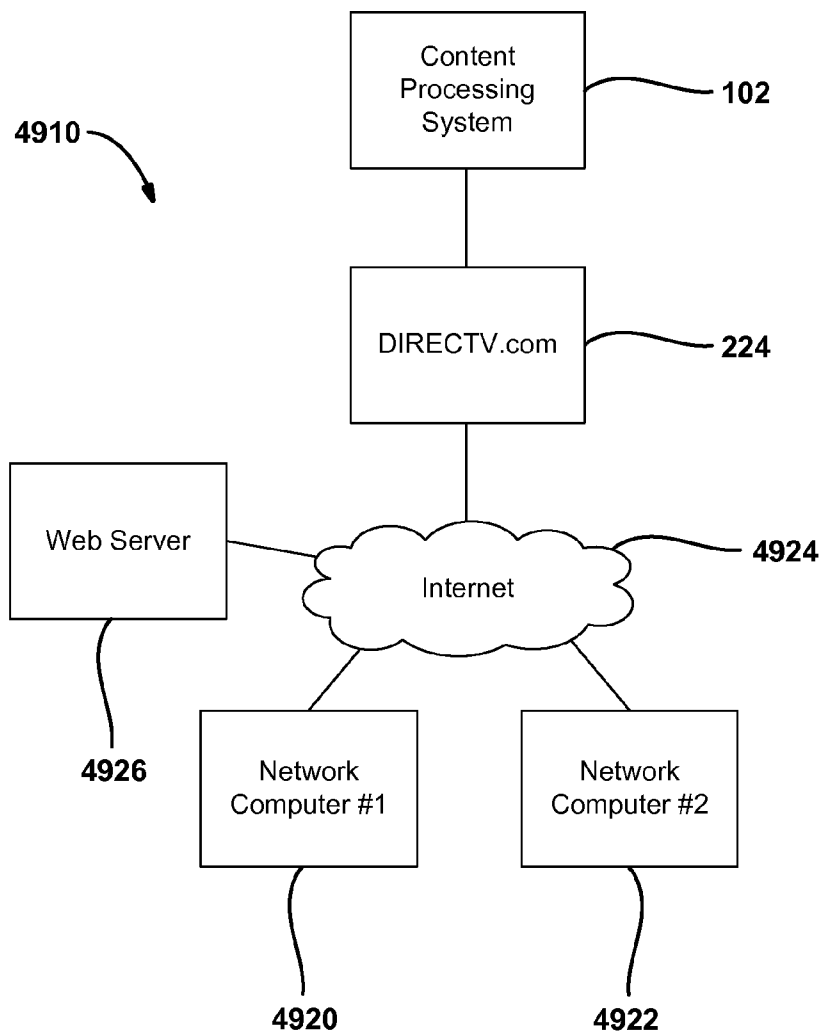 Content
Processing
System
102
4910
DIRECTV.com
224
Web Server
4924
Internet
4926
Network
Computer #1
Network
Computer #2
4920
4922